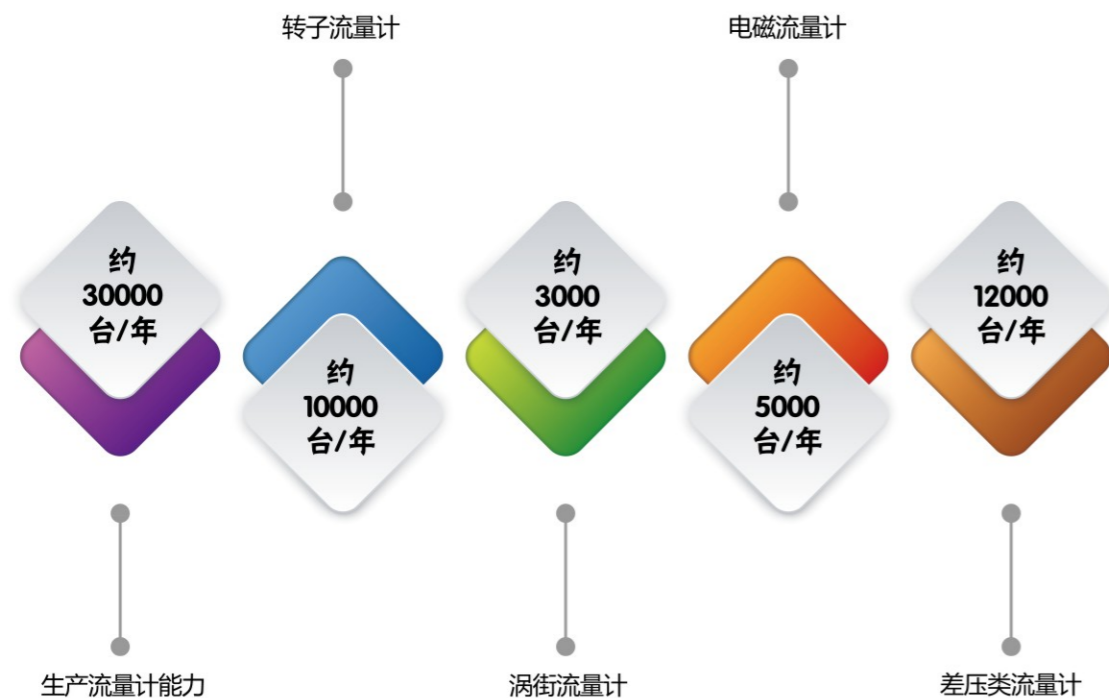 转子流量计
电磁流量计
约
30000
台/年
约
10000
台/年
约
3000
台/年
约
5000
台/年
约
12000
台/年
生产流量计能力
涡街流量计
差压类流量计